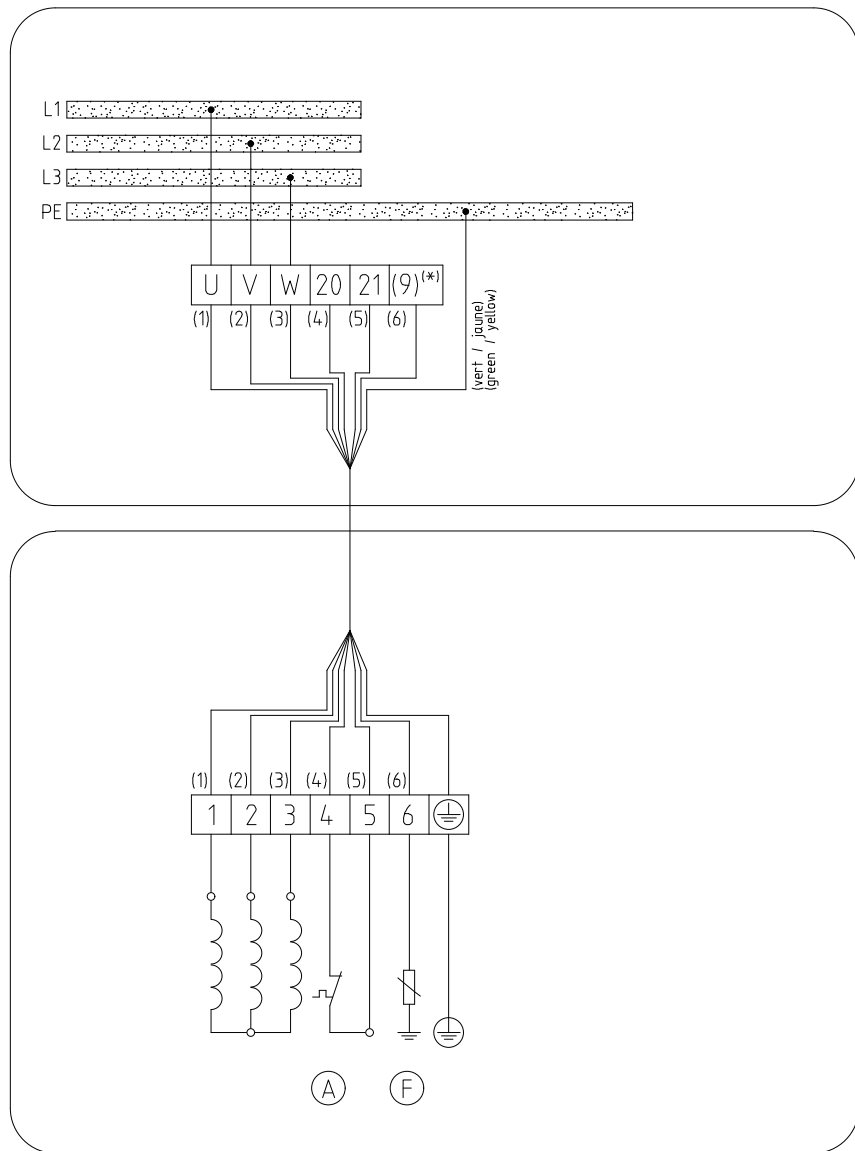 L1
L2
L3
PE
U V W 20 21 (9)(*)
(1) (2) (3) (4) (5) (6)
(vert / jaune)
(green / yellow)
(1) (2) (3) (4) (5) (6)
1 2 3 4 5 6
A F